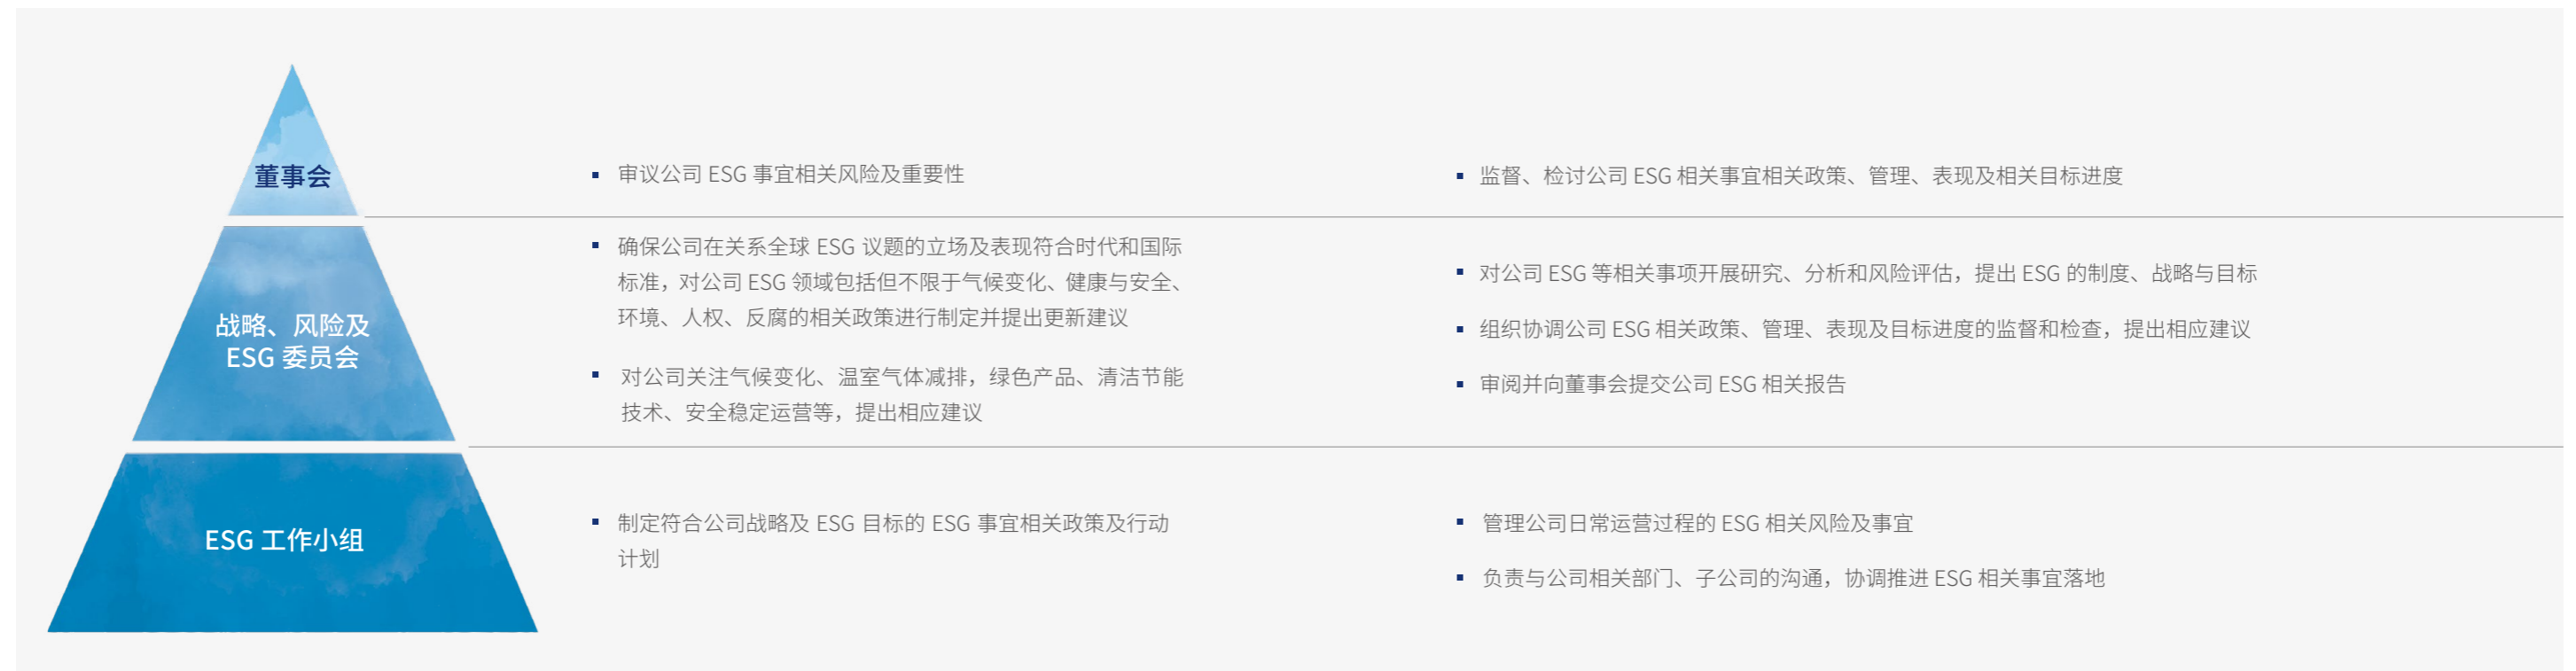 董事会
审议公司 ESG 事宜相关风险及重要性
监督、检讨公司 ESG 相关事宜相关政策、管理、表现及相关目标进度
战略、风险及
ESG 委员会
确保公司在关系全球 ESG 议题的立场及表现符合时代和国际
标准，对公司 ESG 领域包括但不限于气候变化、健康与安全、
环境、人权、反腐的相关政策进行制定并提出更新建议
对公司关注气候变化、温室气体减排，绿色产品、清洁节能
技术、安全稳定运营等，提出相应建议
对公司 ESG 等相关事项开展研究、分析和风险评估，提出 ESG 的制度、战略与目标
组织协调公司 ESG 相关政策、管理、表现及目标进度的监督和检查，提出相应建议
审阅并向董事会提交公司 ESG 相关报告
ESG 工作小组
制定符合公司战略及 ESG 目标的 ESG 事宜相关政策及行动
计划
管理公司日常运营过程的 ESG 相关风险及事宜
负责与公司相关部门、子公司的沟通，协调推进 ESG 相关事宜落地